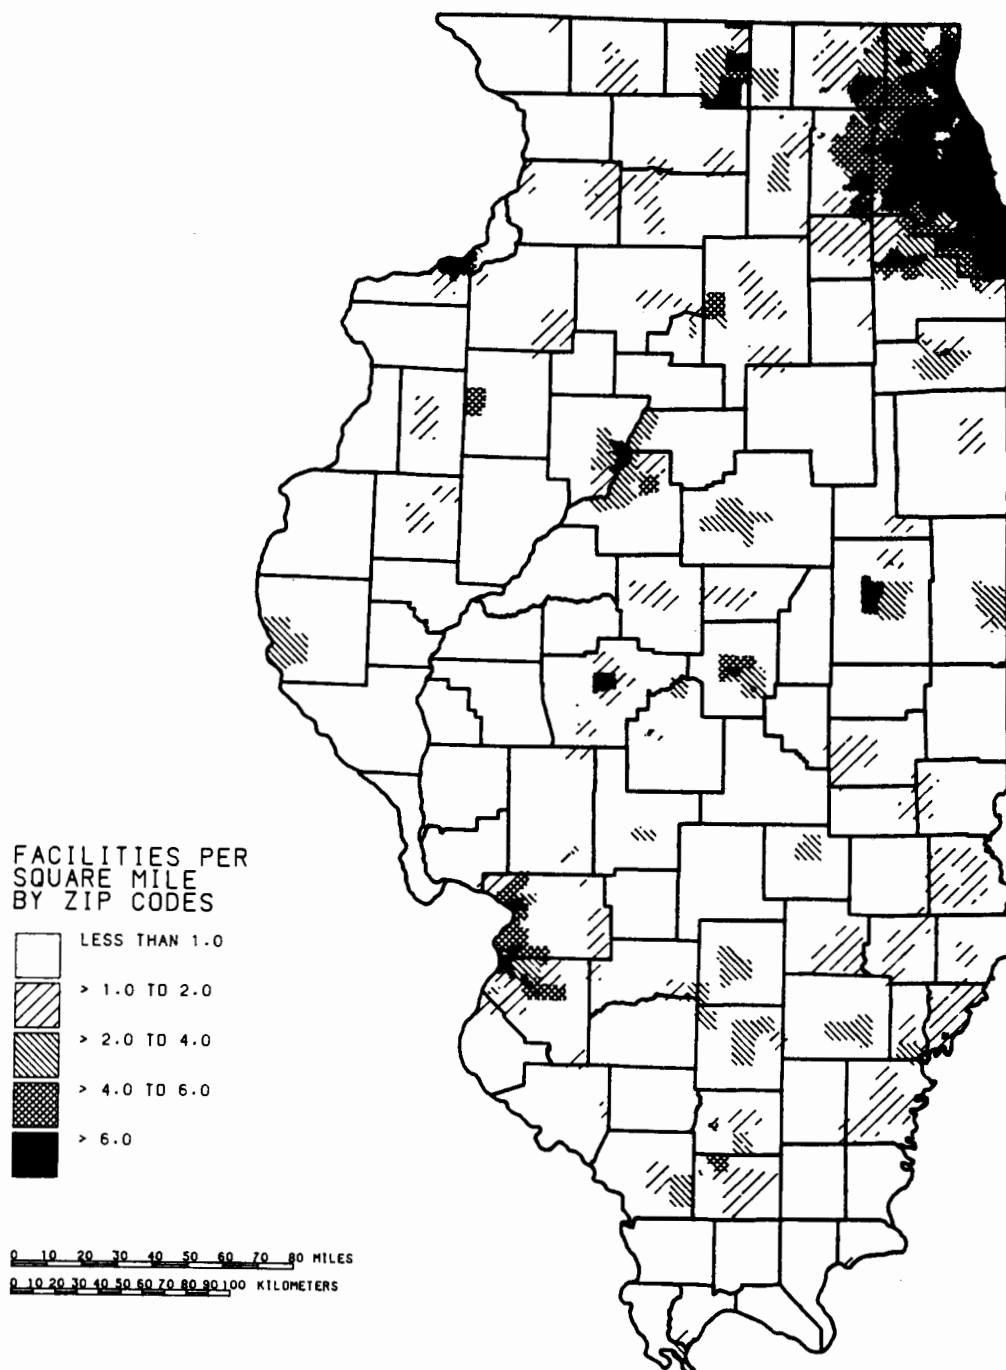 FACILITIES PER
SQUARE MILE
BY ZIP CODES
LESS THAN 1.0
> 1.0 TO 2.0
> 2.0 TO 4.0
> 4.0 TO 6.0
> 6.0
0 10 20 30 40 50 60 70 80 MILES
0 10 20 30 40 50 60 70 80 90 100 KILOMETERS